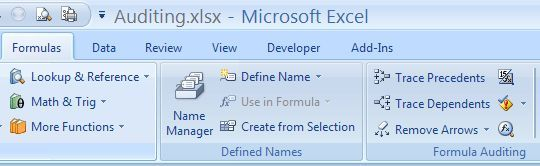 Auditing.xlsx - Microsoft Excel
Formulas Data Review View Developer Add-Ins
Lookup & Reference Define Name Trace Precedents
Math & Trig Name Manager Use in Formula Trace Dependents
More Functions Create from Selection Remove Arrows
Defined Names Formula Auditing